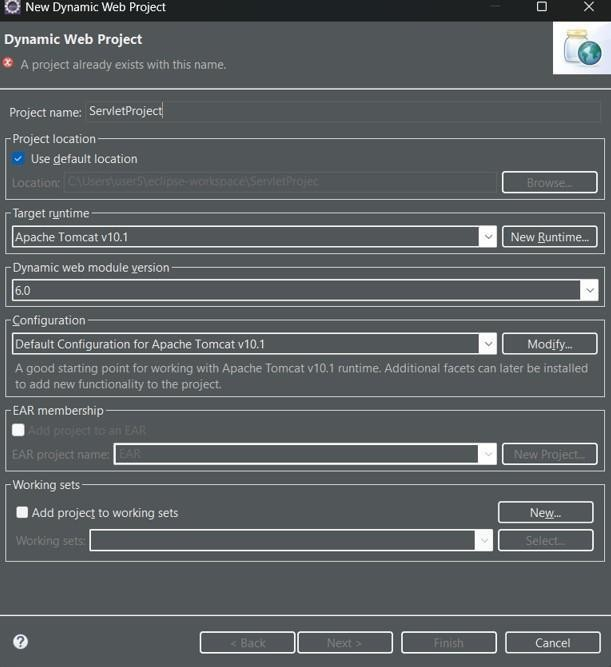 New Dynamic Web Project
Dynamic Web Project
A project already exists with this name.
Project name: ServletProject
Project location
Use default location
Location: C:\Users\user5\eclipse-workspace\ServletProjec Browse...
Target runtime
Apache Tomcat v10.1 New Runtime...
Dynamic web module version
6.0
Configuration
Default Configuration for Apache Tomcat v10.1 Modify...
A good starting point for working with Apache Tomcat v10.1 runtime. Additional facets can later be installed
to add new functionality to the project.
EAR membership
Add project to an EAR
EAR project name: EAR New Project...
Working sets
Add project to working sets New...
Working sets: Select...
? < Back Next > Finish Cancel